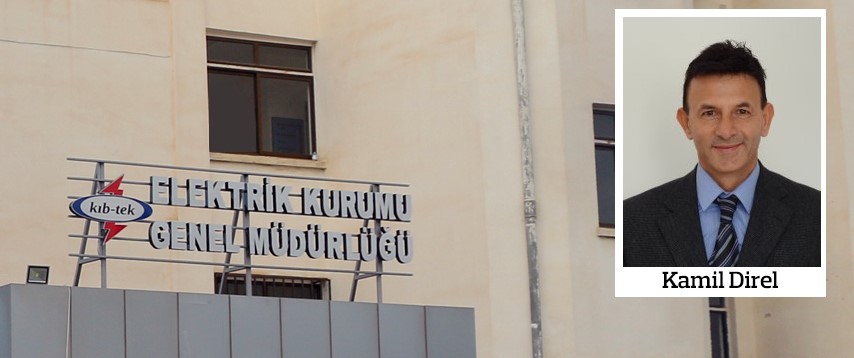 kıb-tek
ELEKTRİK KURUMU
GENEL MÜDÜRLÜĞÜ
Kamil Direl